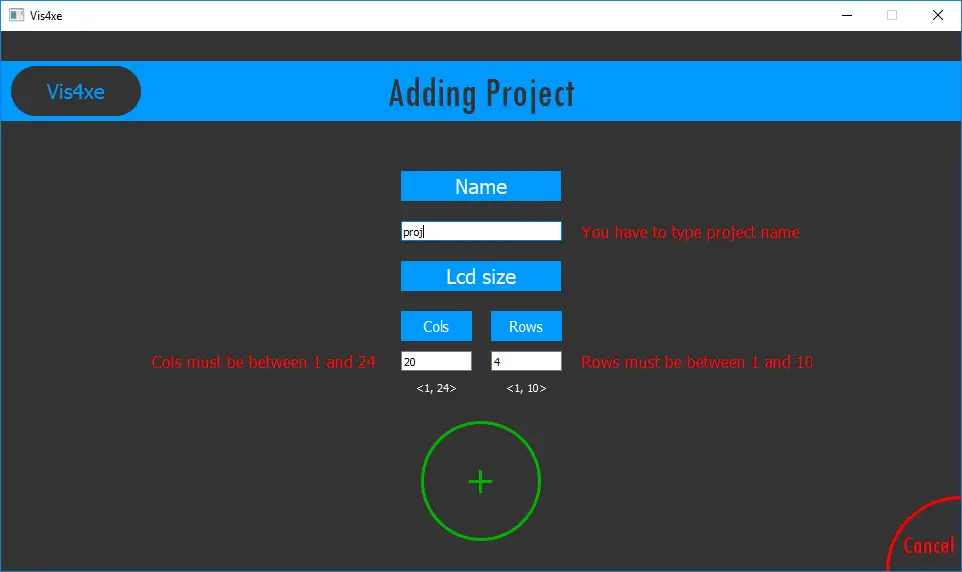 Vis4xe
Vis4xe
Adding Project
Name
proj
You have to type project name
Lcd size
Cols
Rows
Cols must be between 1 and 24
20
4
Rows must be between 1 and 10
<1, 24>
<1, 10>
+
Cancel